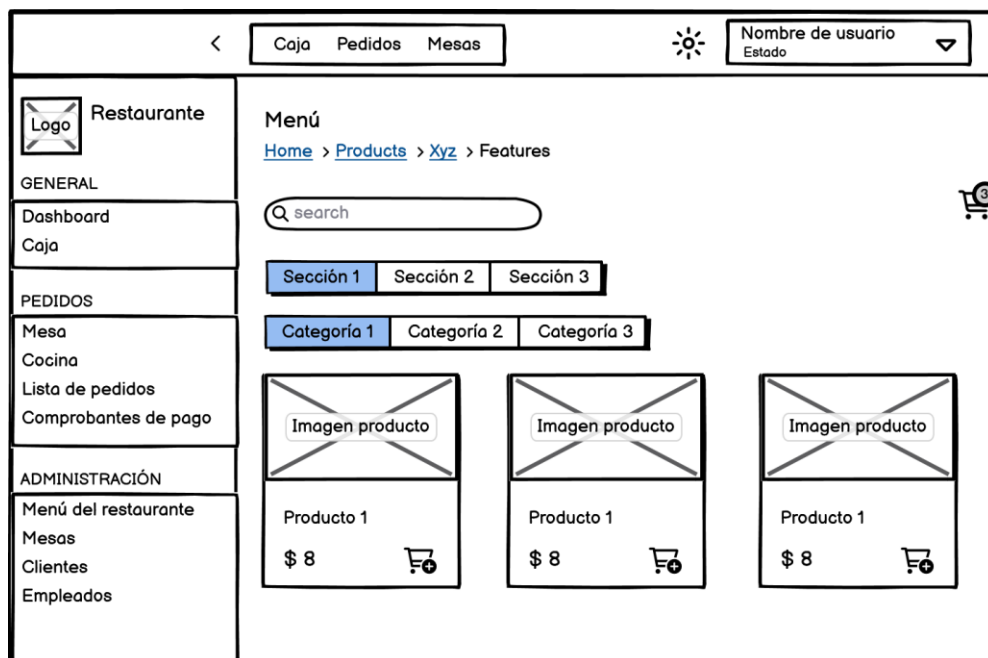 Caja Pedidos Mesas
Nombre de usuario
Estado
Logo
Restaurante
GENERAL
Dashboard
Caja
PEDIDOS
Mesa
Cocina
Lista de pedidos
Comprobantes de pago
ADMINISTRACIÓN
Menú del restaurante
Mesas
Clientes
Empleados
Menú
Home > Products > Xyz > Features
search
3
Sección 1 Sección 2 Sección 3
Categoría 1 Categoría 2 Categoría 3
Imagen producto Imagen producto Imagen producto
Producto 1 Producto 1 Producto 1
$ 8 $ 8 $ 8